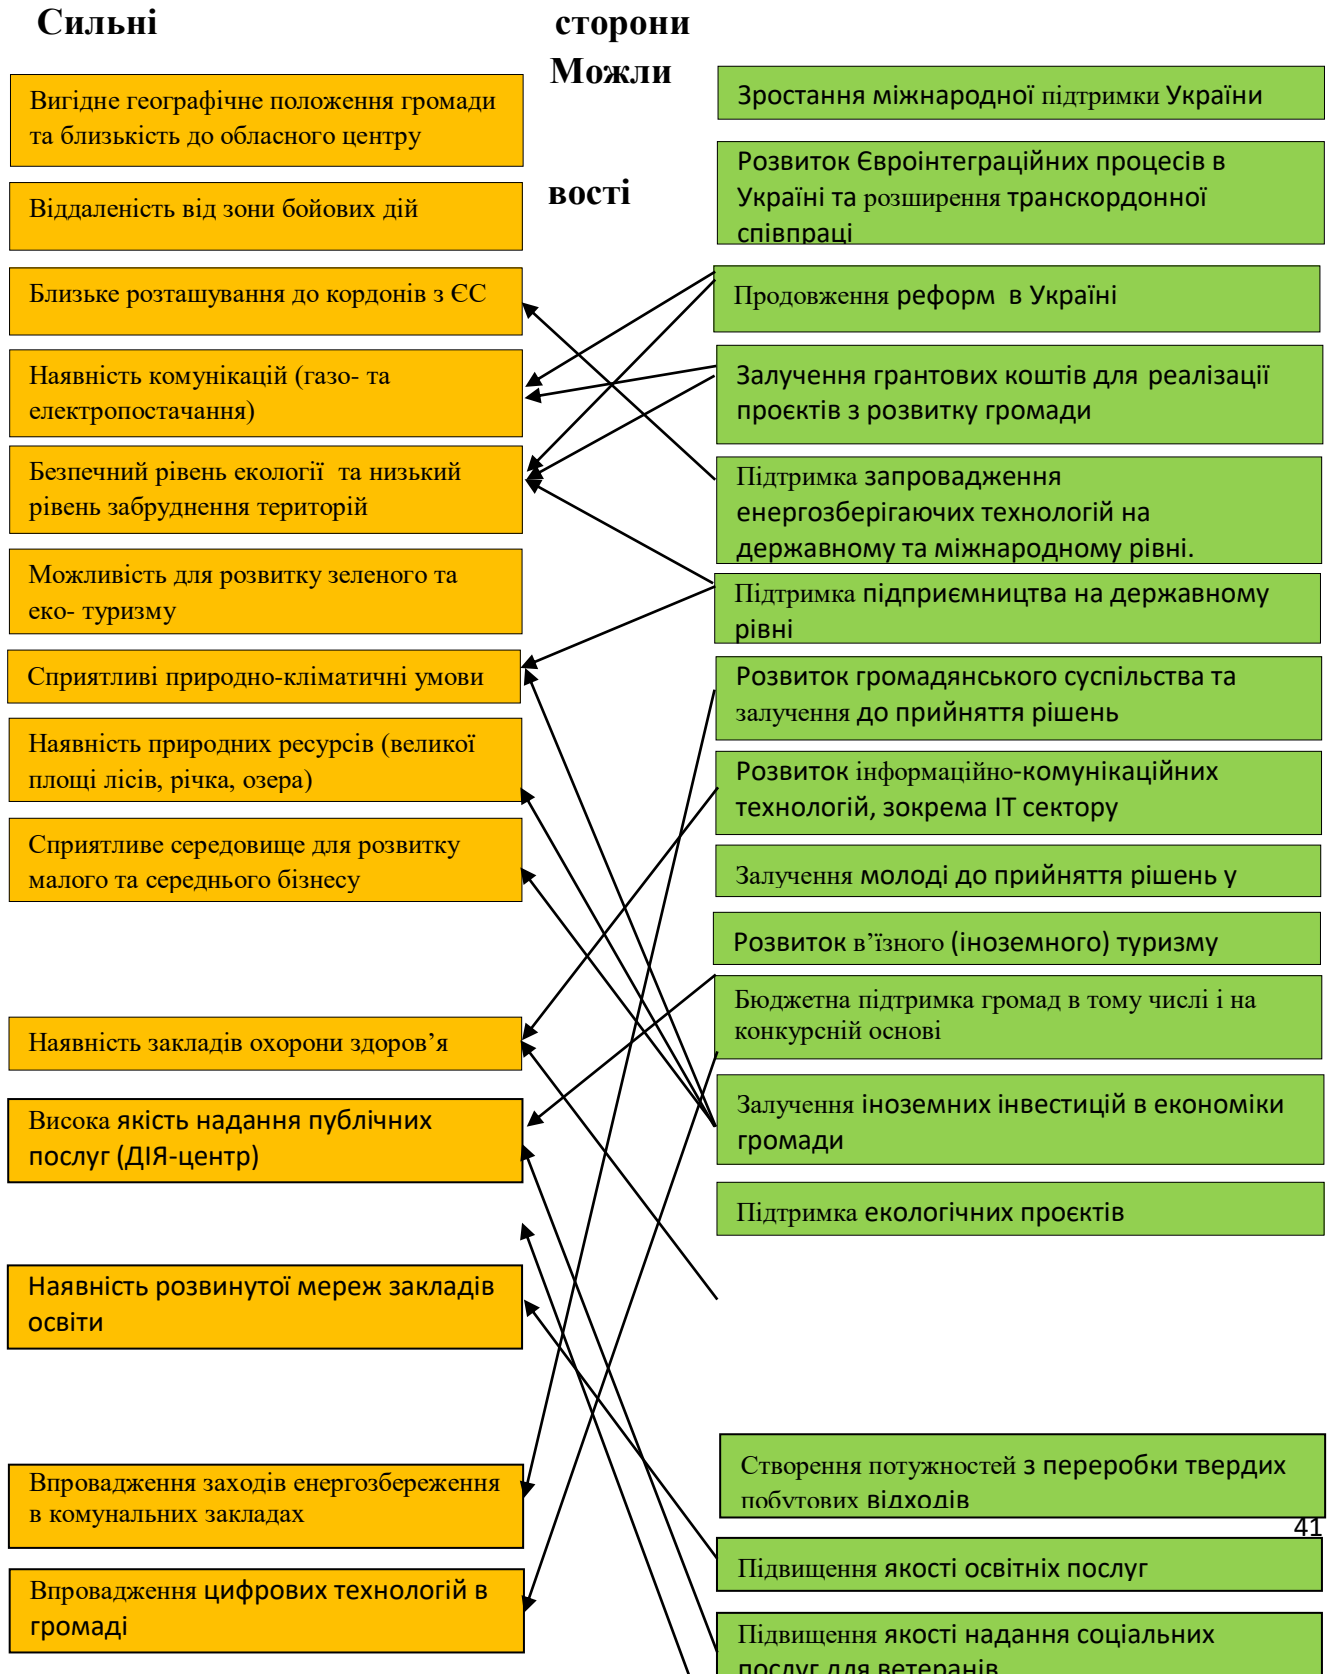 Сильні сторони
Можли
вості
Вигідне географічне положення громади
та близькість до обласного центру
Віддаленість від зони бойових дій
Близьке розташування до кордонів з ЄС
Наявність комунікацій (газо- та
електропостачання)
Безпечний рівень екології та низький
рівень забруднення територій
Можливість для розвитку зеленого та
еко- туризму
Сприятливі природно-кліматичні умови
Наявність природних ресурсів (великої
площі лісів, річка, озера)
Сприятливе середовище для розвитку
малого та середнього бізнесу
Наявність закладів охорони здоров’я
Висока якість надання публічних
послуг (ДІЯ-центр)
Наявність розвинутої мереж закладів
освіти
Впровадження заходів енергозбереження
в комунальних закладах
Впровадження цифрових технологій в
громаді
Зростання міжнародної підтримки України
Розвиток Євроінтеграційних процесів в
Україні та розширення транскордонної
співпраці
Продовження реформ в Україні
Залучення грантових коштів для реалізації
проєктів з розвитку громади
Підтримка запровадження
енергозберігаючих технологій на
державному та міжнародному рівні.
Підтримка підприємництва на державному
рівні
Розвиток громадянського суспільства та
залучення до прийняття рішень
Розвиток інформаційно-комунікаційних
технологій, зокрема ІТ сектору
Залучення молоді до прийняття рішень у
Розвиток в’їзного (іноземного) туризму
Бюджетна підтримка громад в тому числі і на
конкурсній основі
Залучення іноземних інвестицій в економіки
громади
Підтримка екологічних проєктів
Створення потужностей з переробки твердих
побутових відходів
41
Підвищення якості освітніх послуг
Підвищення якості надання соціальних
послуг для ветеранів